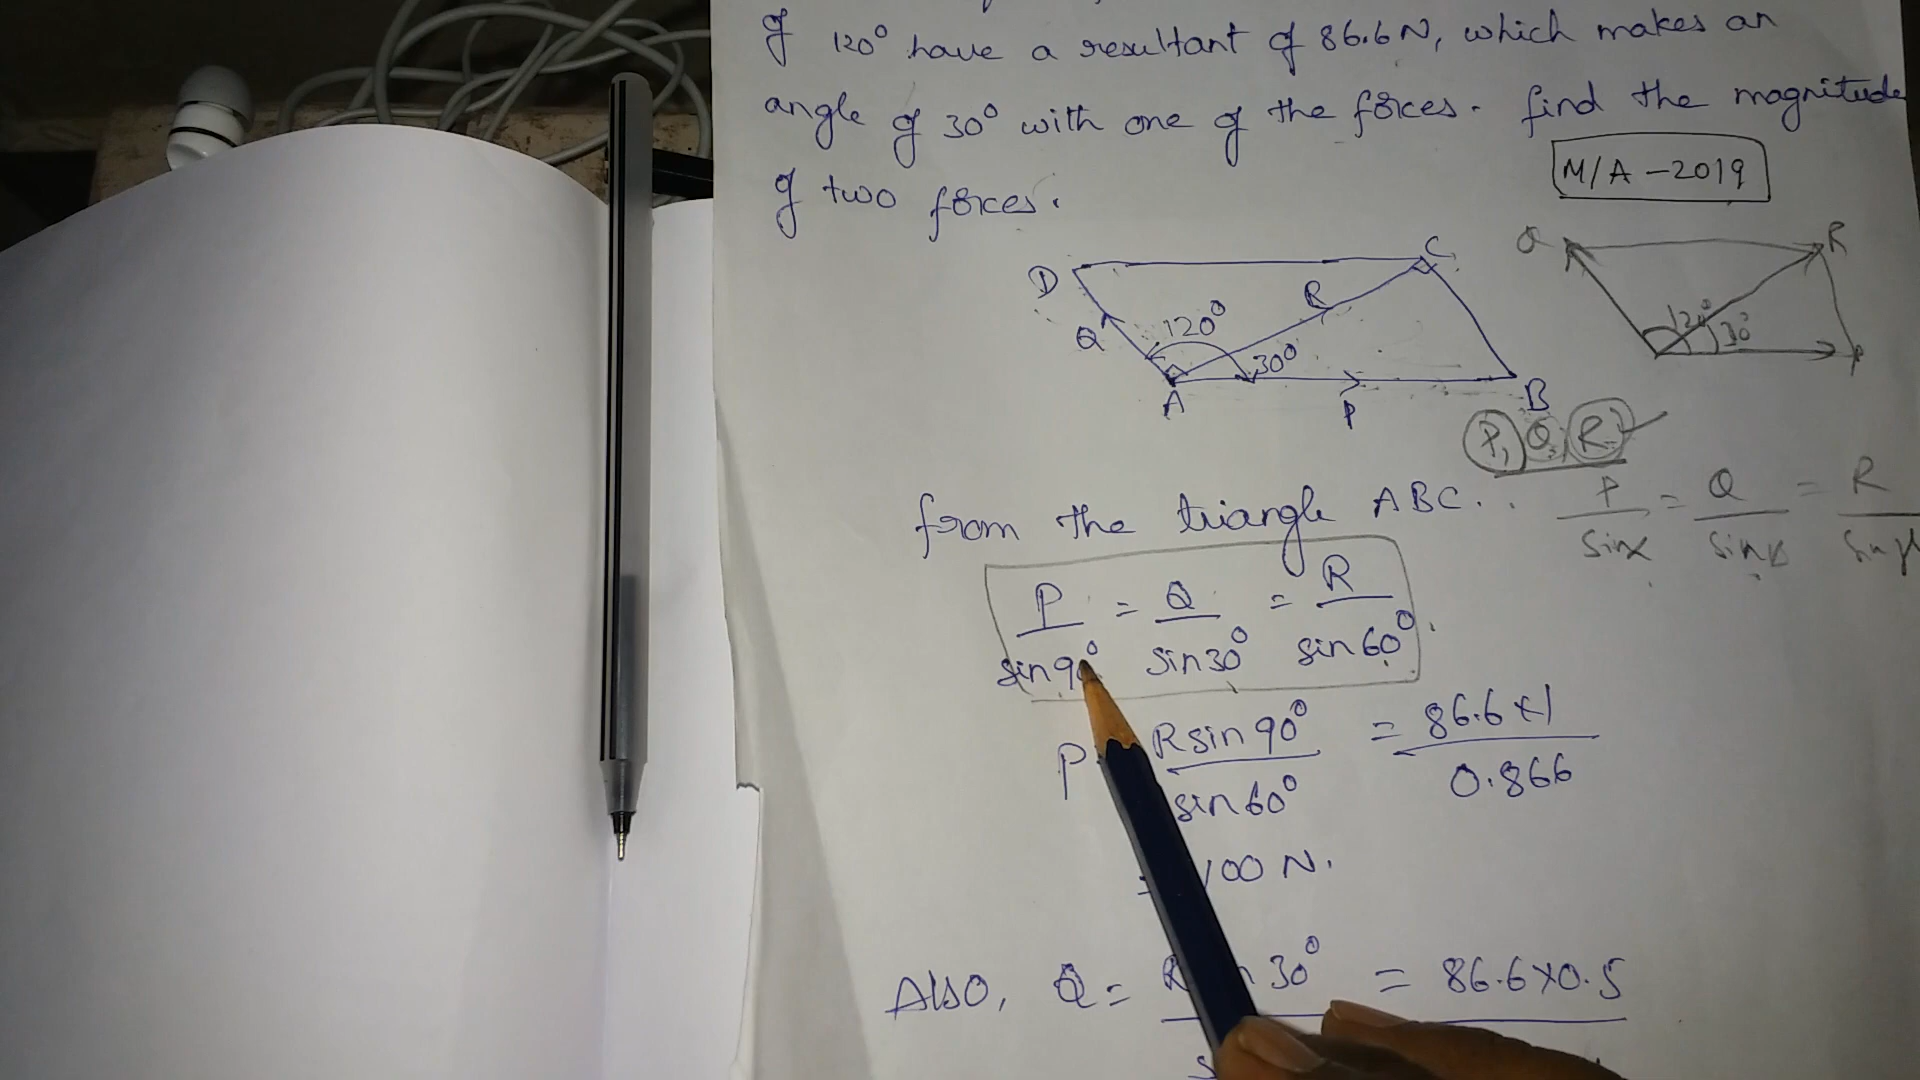 of 120° have a resultant of 86.6N, which makes an
angle of 30° with one of the forces. find the magnitude
of two forces.
M/A - 2019
D C
Q 120° R
30°
A P B
Q R
120° 30°
P
P, Q, R
from the triangle ABC.
P/sinα = Q/sinβ = R/sinγ
P/sin90° = Q/sin30° = R/sin60°
P Rsin90°/sin60° = 86.6×1/0.866
100 N.
Also, Q = 30° = 86.6×0.5